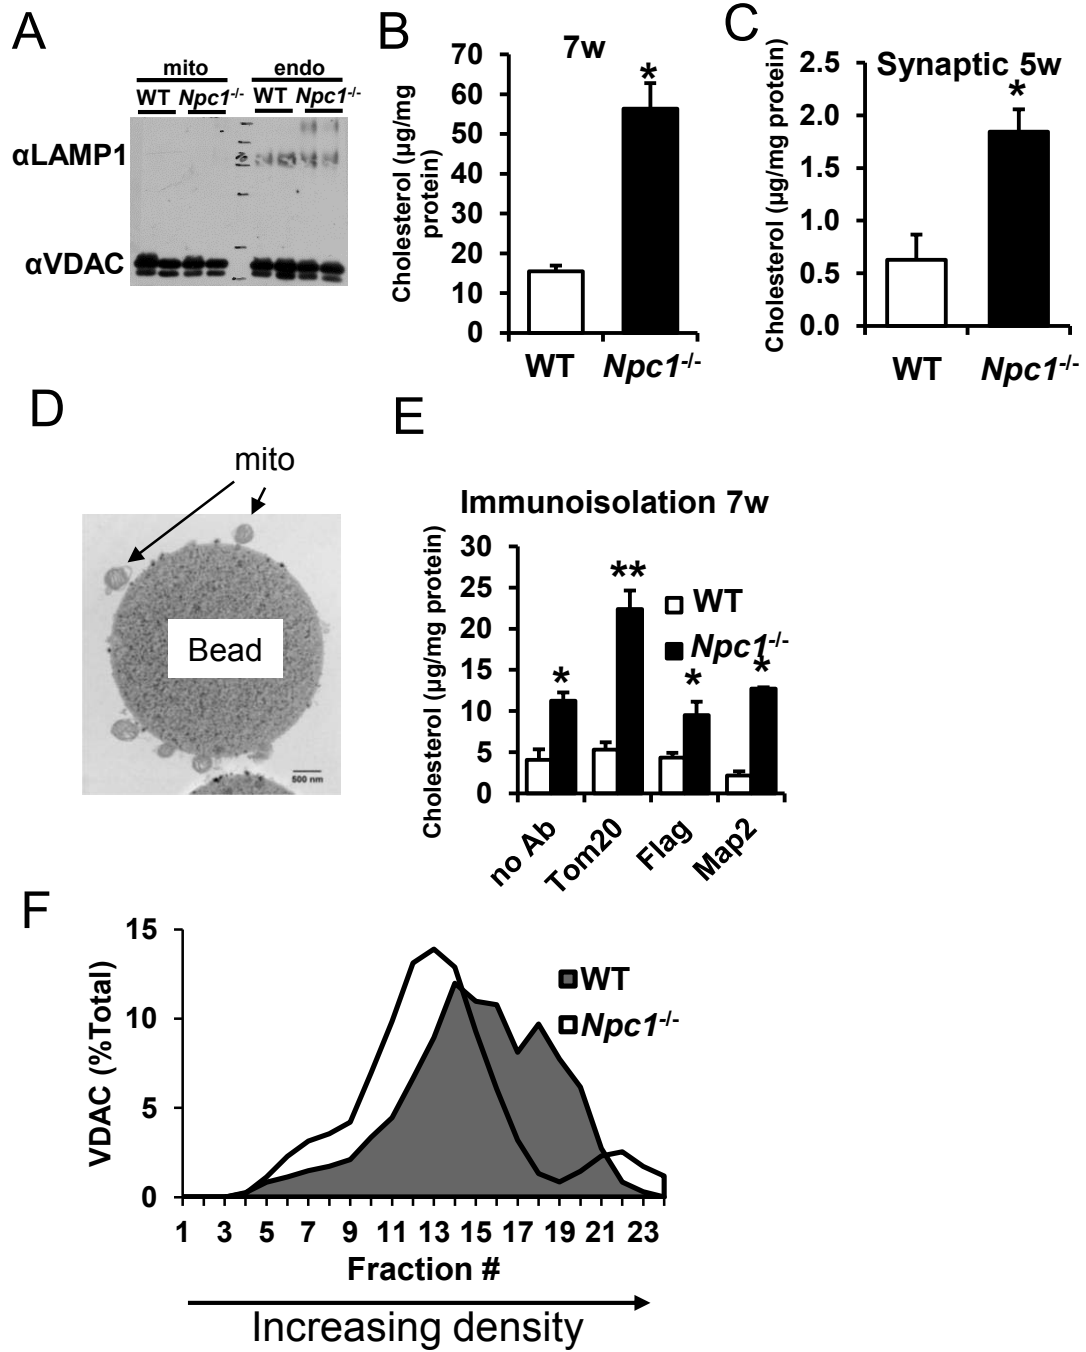 A
mito
endo
WT Npc1-/- WT Npc1-/-
αLAMP1
αVDAC
B
7w
Cholesterol (µg/mg
protein)
70
60
50
40
30
20
10
0
*
WT Npc1-/-
C
Synaptic 5w
Cholesterol (µg/mg protein)
2.5
2.0
1.5
1.0
0.5
0.0
*
WT Npc1-/-
D
mito
Bead
500 nm
E
Immunoisolation 7w
Cholesterol (µg/mg protein)
30
25
20
15
10
5
0
*
**
*
*
WT
Npc1-/-
no Ab
Tom20
Flag
Map2
F
VDAC (%Total)
15
10
5
0
WT
Npc1-/-
1 3 5 7 9 11 13 15 17 19 21 23
Fraction #
Increasing density